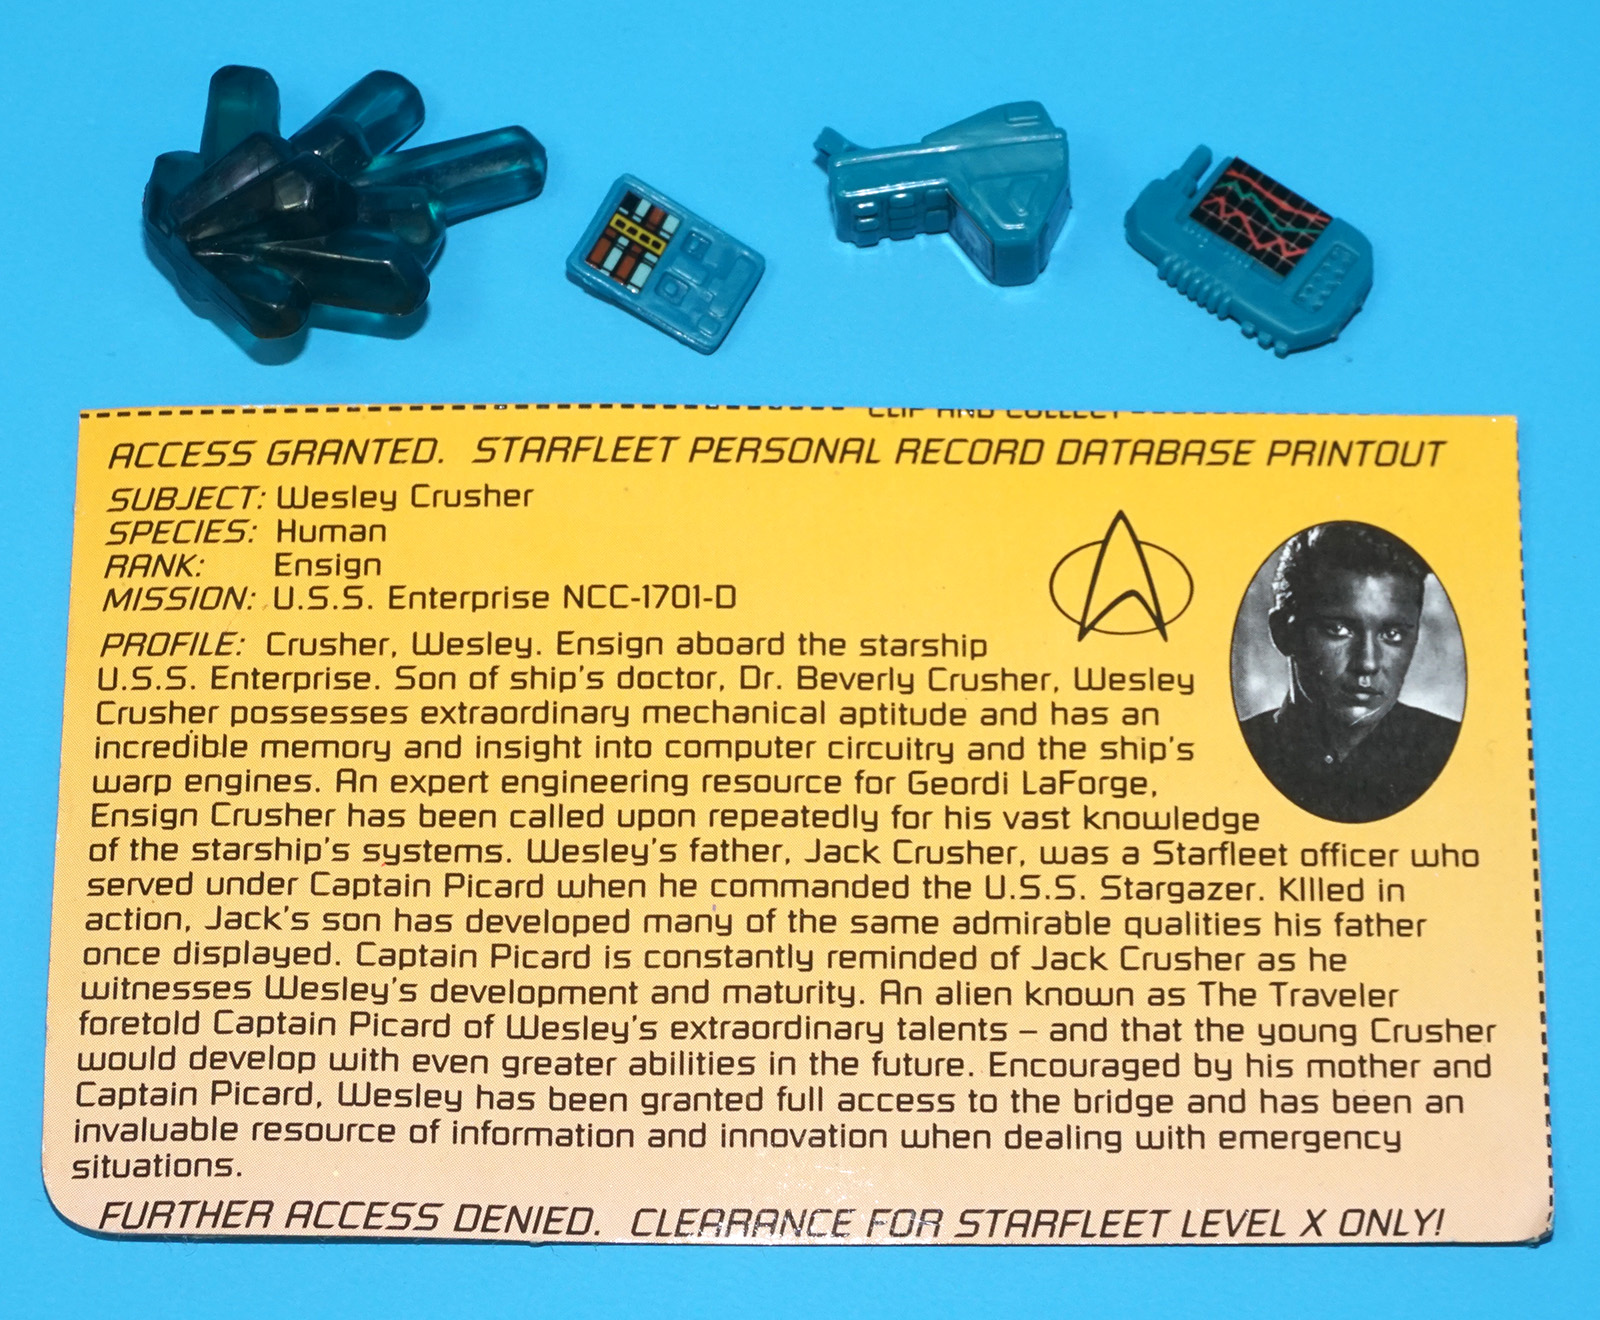 CLIP AND COLLECT
ACCESS GRANTED. STARFLEET PERSONAL RECORD DATABASE PRINTOUT
SUBJECT: Wesley Crusher
SPECIES: Human
RANK: Ensign
MISSION: U.S.S. Enterprise NCC-1701-D
PROFILE: Crusher, Wesley. Ensign aboard the starship
U.S.S. Enterprise. Son of ship's doctor, Dr. Beverly Crusher, Wesley
Crusher possesses extraordinary mechanical aptitude and has an
incredible memory and insight into computer circuitry and the ship's
warp engines. An expert engineering resource for Geordi LaForge,
Ensign Crusher has been called upon repeatedly for his vast knowledge
of the starship's systems. Wesley's father, Jack Crusher, was a Starfleet officer who
served under Captain Picard when he commanded the U.S.S. Stargazer. KIlled in
action, Jack's son has developed many of the same admirable qualities his father
once displayed. Captain Picard is constantly reminded of Jack Crusher as he
witnesses Wesley's development and maturity. An alien known as The Traveler
foretold Captain Picard of Wesley's extraordinary talents – and that the young Crusher
would develop with even greater abilities in the future. Encouraged by his mother and
Captain Picard, Wesley has been granted full access to the bridge and has been an
invaluable resource of information and innovation when dealing with emergency
situations.
FURTHER ACCESS DENIED. CLEARANCE FOR STARFLEET LEVEL X ONLY!